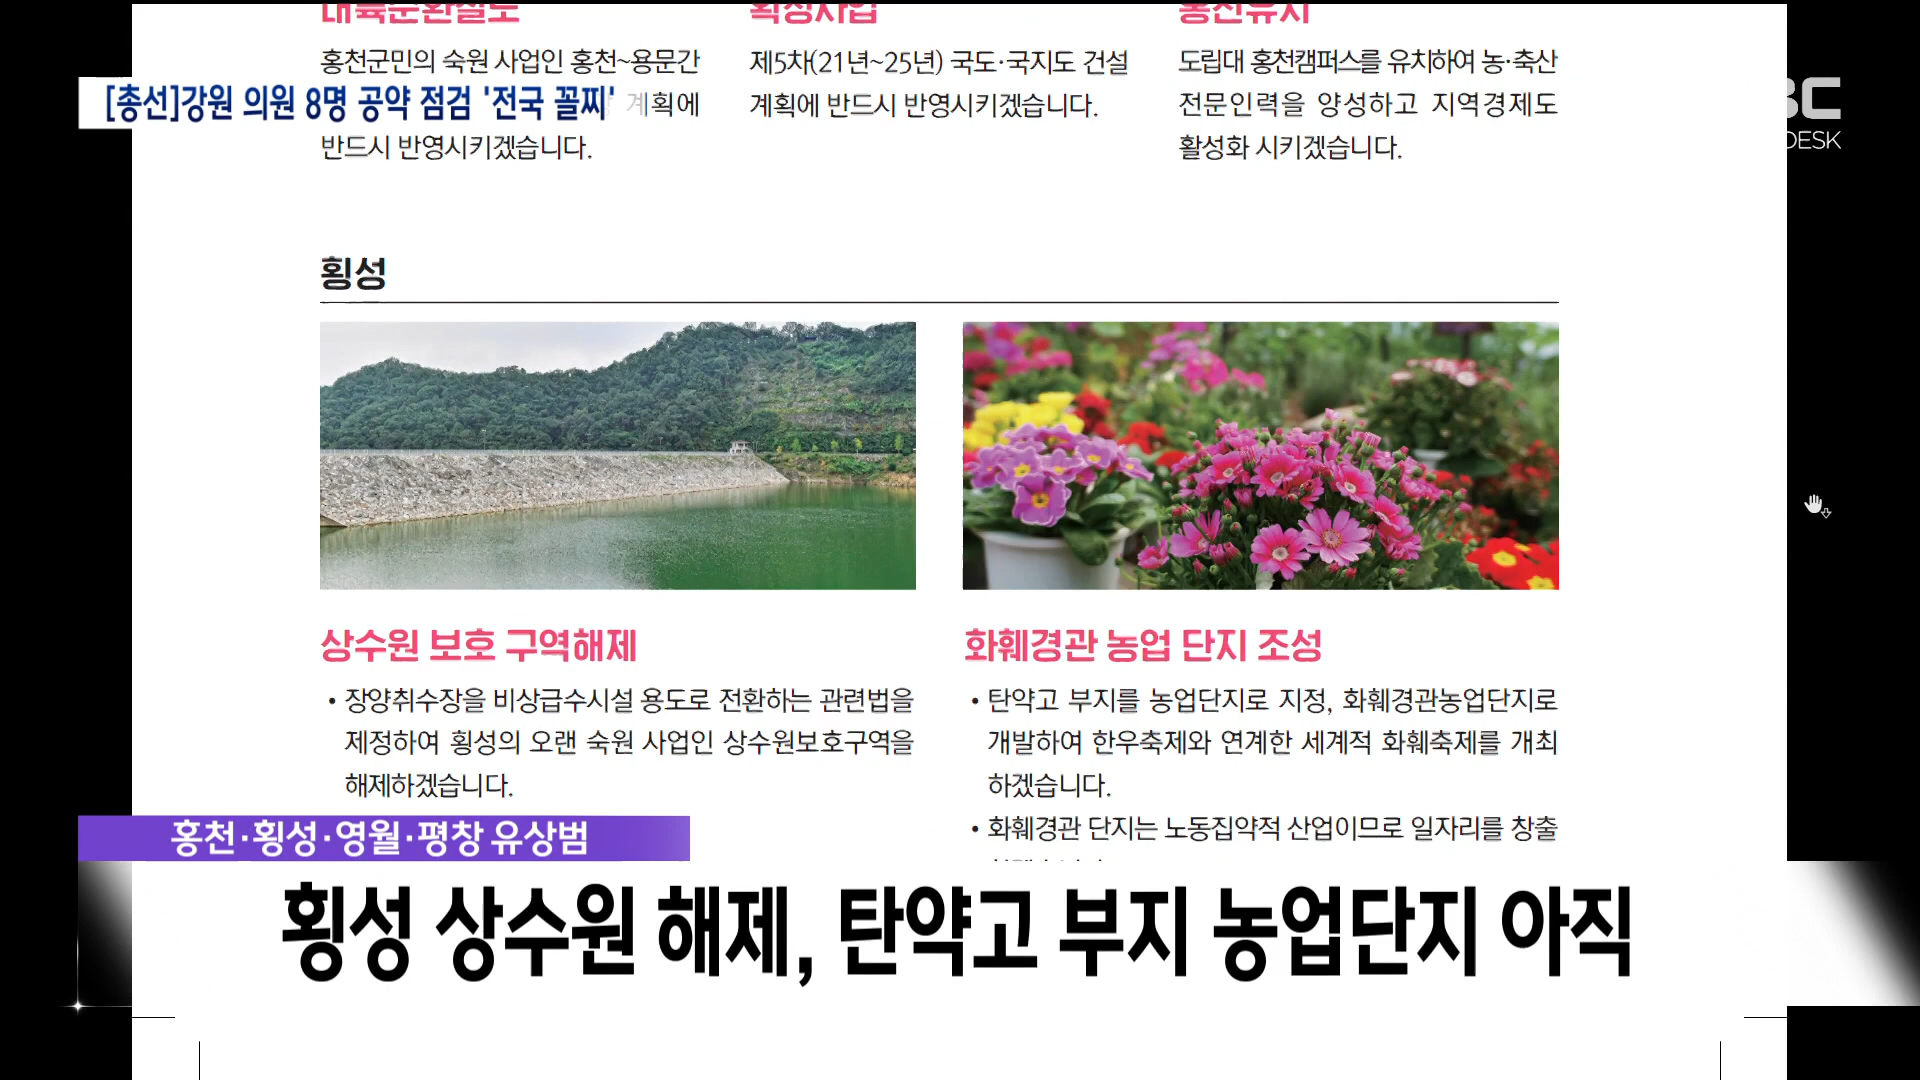 홍천군민의 숙원 사업인 홍천~용문간
계획에
반드시 반영시키겠습니다.
제5차(21년~25년) 국도·국지도 건설
계획에 반드시 반영시키겠습니다.
도립대 홍천캠퍼스를 유치하여 농·축산
전문인력을 양성하고 지역경제도
활성화 시키겠습니다.
[총선]강원 의원 8명 공약 점검 '전국 꼴찌'
DESK
횡성
상수원 보호 구역해제
• 장양취수장을 비상급수시설 용도로 전환하는 관련법을
제정하여 횡성의 오랜 숙원 사업인 상수원보호구역을
해제하겠습니다.
화훼경관 농업 단지 조성
• 탄약고 부지를 농업단지로 지정, 화훼경관농업단지로
개발하여 한우축제와 연계한 세계적 화훼축제를 개최
하겠습니다.
• 화훼경관 단지는 노동집약적 산업이므로 일자리를 창출
홍천·횡성·영월·평창 유상범
횡성 상수원 해제, 탄약고 부지 농업단지 아직